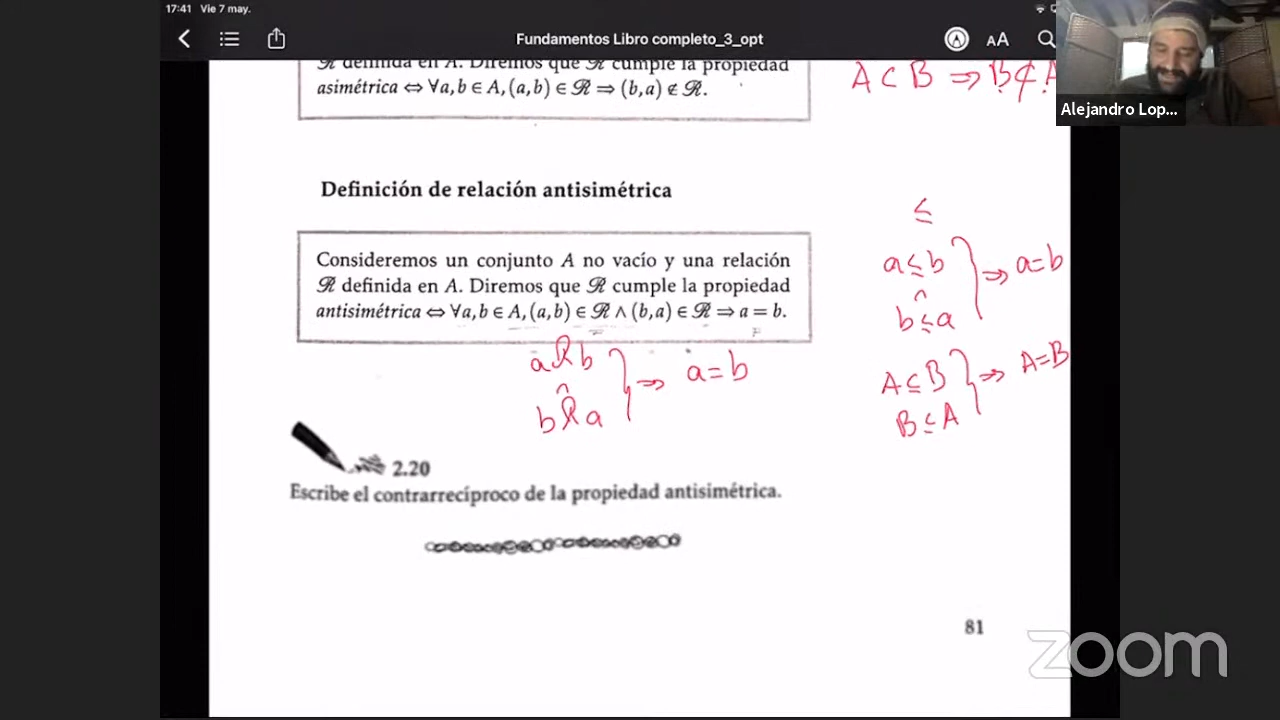 17:41 Vie 7 may.
Fundamentos Libro completo_3_opt
AA
ℛ definida en A. Diremos que ℛ cumple la propiedad
asimétrica ⇔ ∀a,b ∈ A, (a,b) ∈ ℛ ⇒ (b,a) ∉ ℛ.
A ⊂ B ⇒ B ⊄ A
Alejandro Lop...
Definición de relación antisimétrica
Consideremos un conjunto A no vacío y una relación
ℛ definida en A. Diremos que ℛ cumple la propiedad
antisimétrica ⇔ ∀a,b ∈ A, (a,b) ∈ ℛ ∧ (b,a) ∈ ℛ ⇒ a = b.
≤
a ≤ b
∧
b ≤ a
} ⇒ a = b
A ⊆ B
B ⊆ A
} ⇒ A = B
a ℛ b
∧
b ℛ a
} ⇒ a = b
2.20
Escribe el contrarrecíproco de la propiedad antisimétrica.
81
zoom